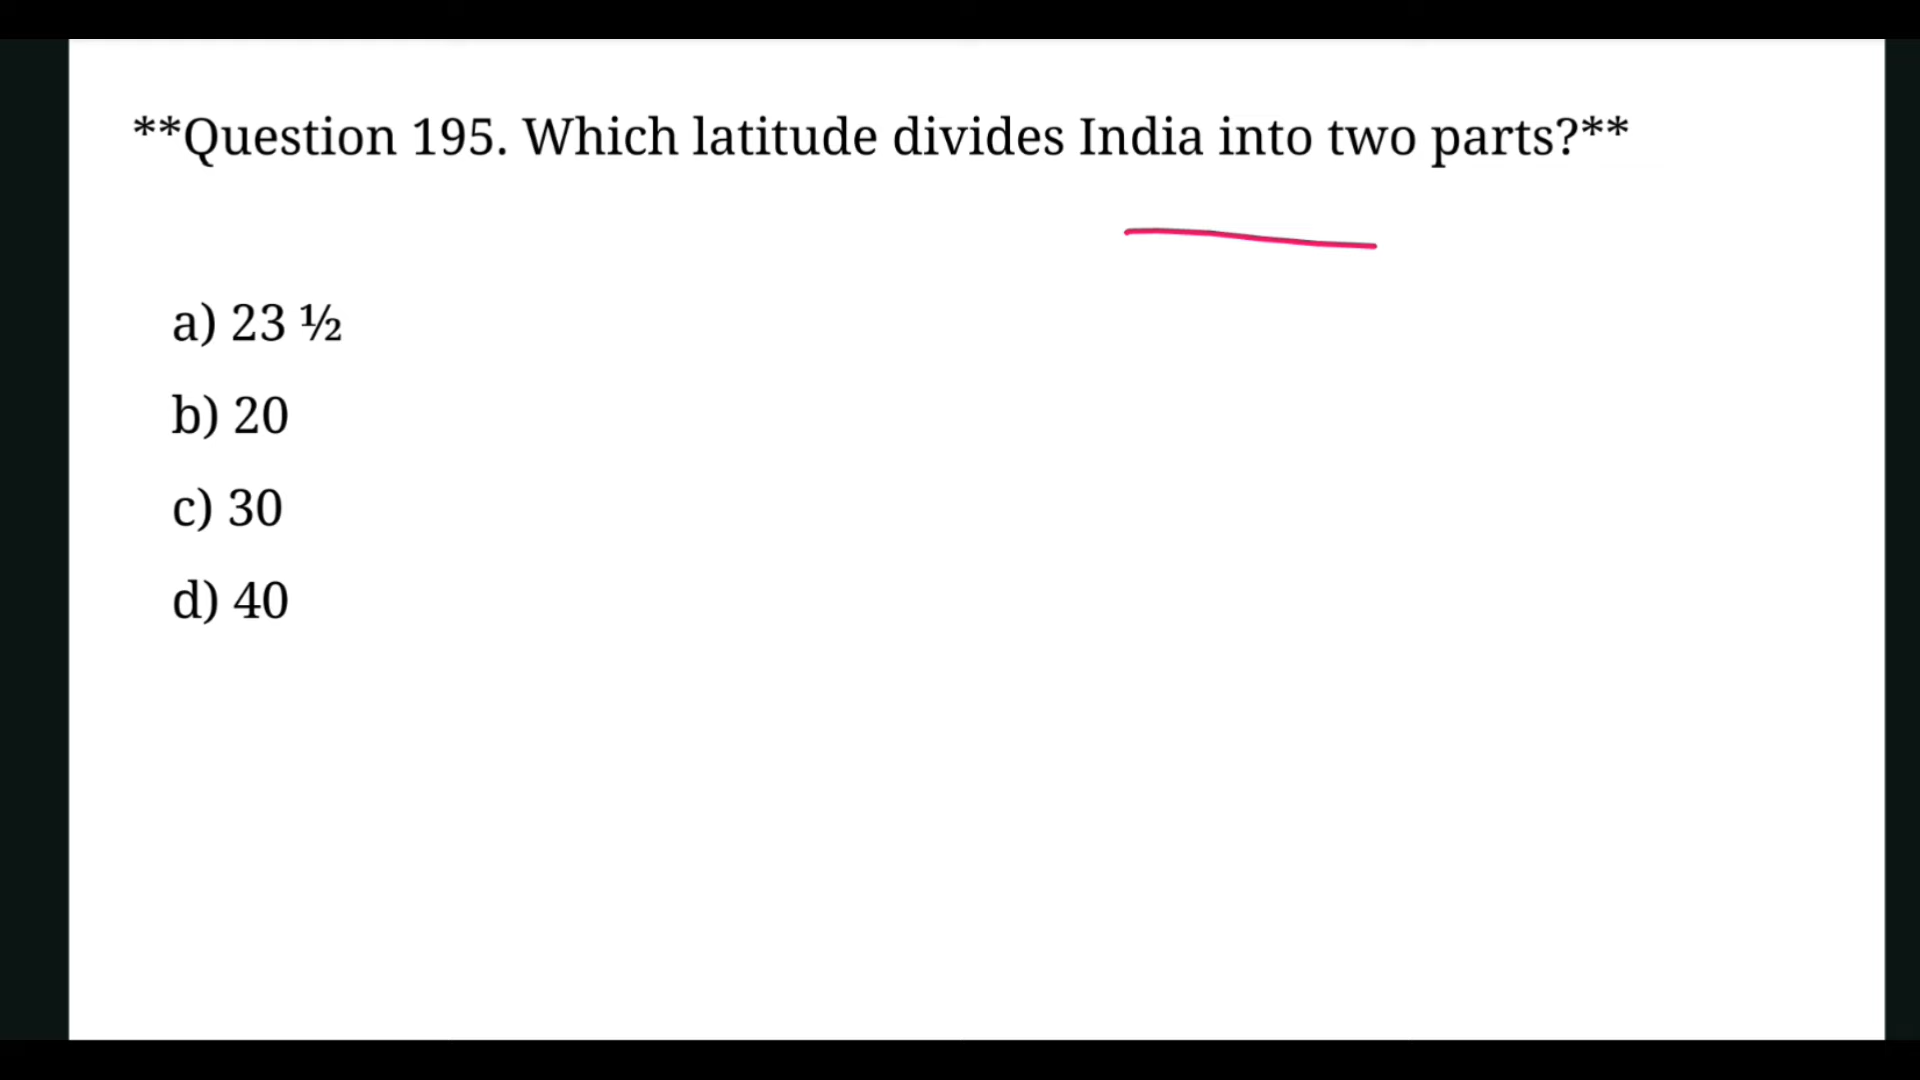 **Question 195. Which latitude divides India into two parts?**
a) 23 ½
b) 20
c) 30
d) 40